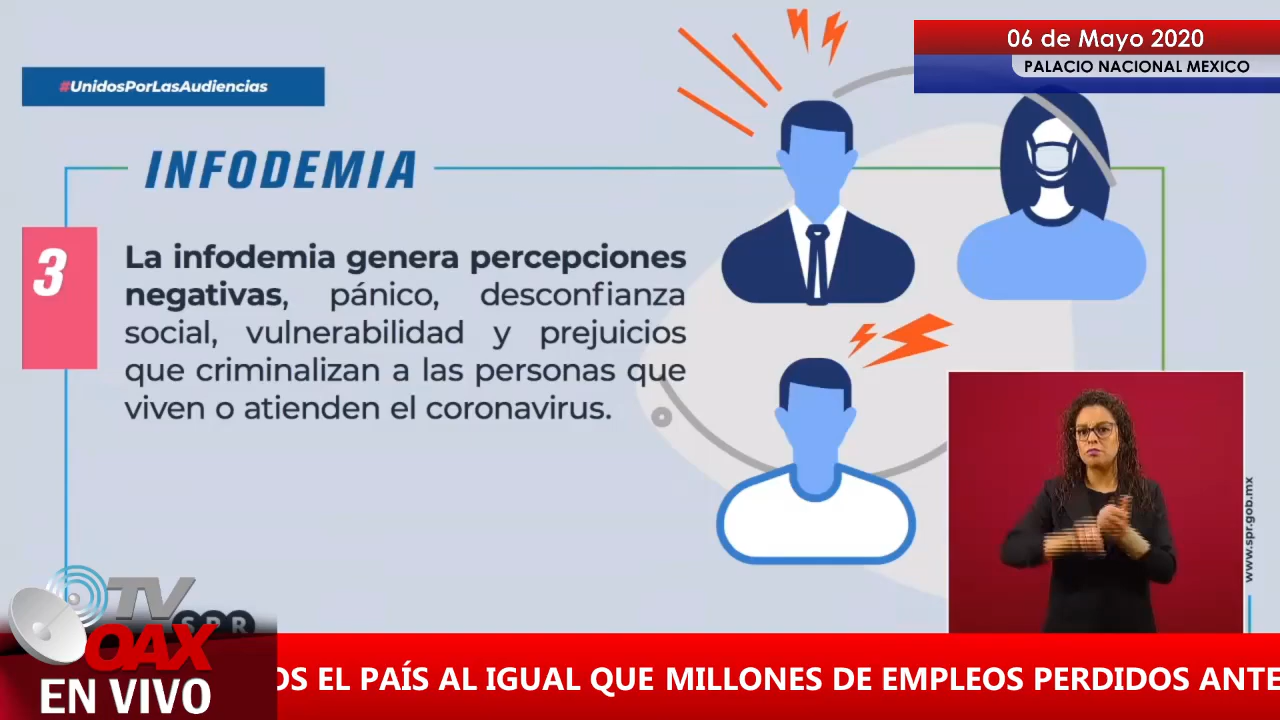 06 de Mayo 2020
PALACIO NACIONAL MEXICO
#UnidosPorLasAudiencias
INFODEMIA
3
La infodemia genera percepciones
negativas, pánico, desconfianza
social, vulnerabilidad y prejuicios
que criminalizan a las personas que
viven o atienden el coronavirus.
www.spr.gob.mx
TV
OAX
SPR
EN VIVO
OS EL PAÍS AL IGUAL QUE MILLONES DE EMPLEOS PERDIDOS ANTE